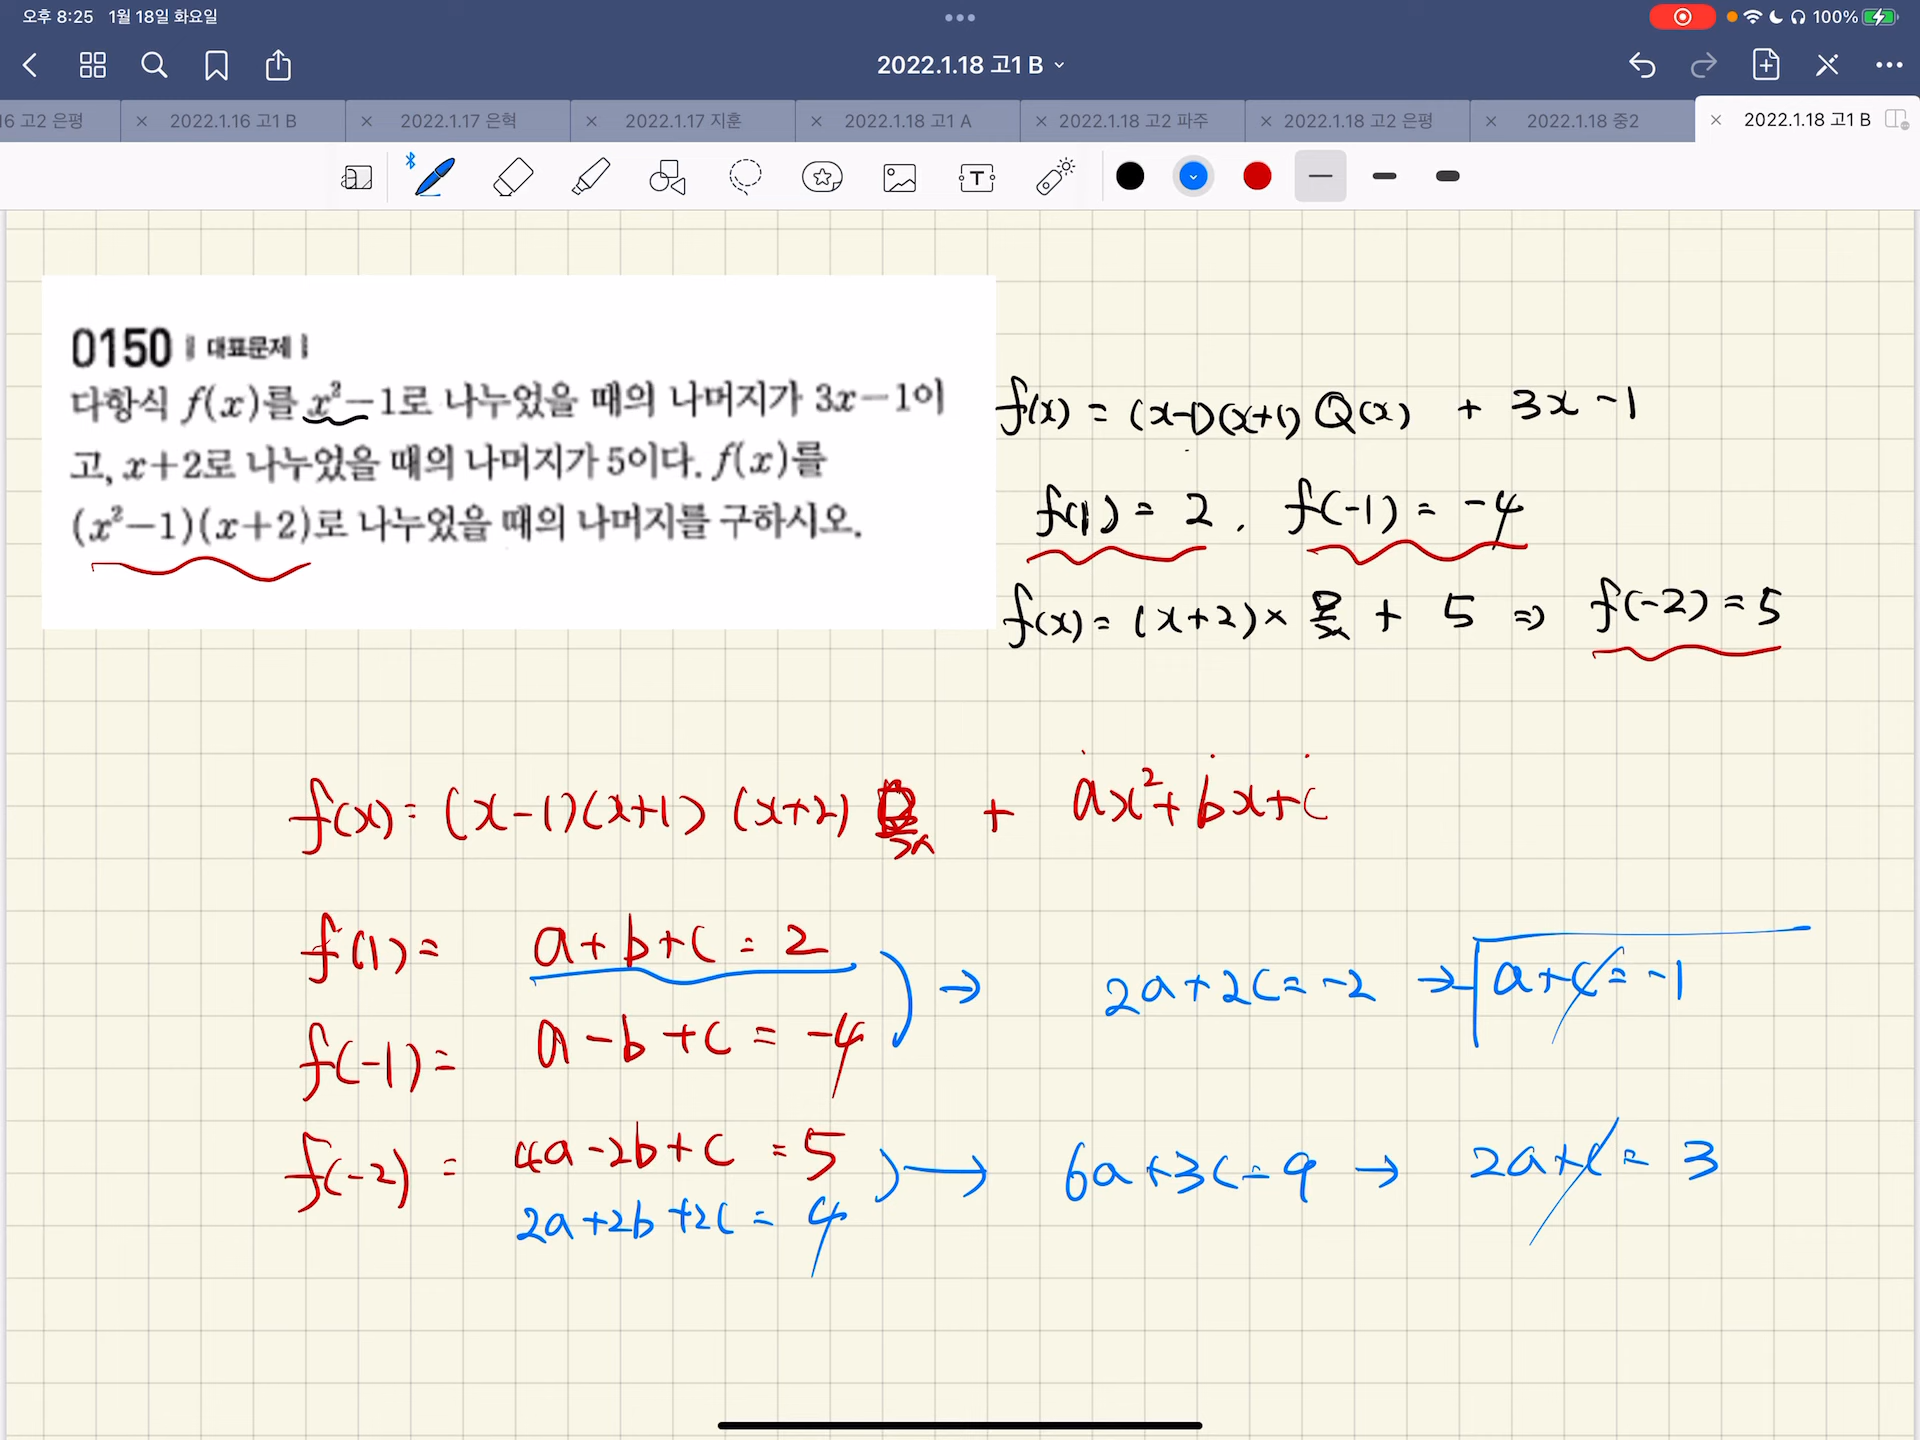 오후 8:25 1월 18일 화요일
100%
2022.1.18 고1 B
16 고2 은평
2022.1.16 고1 B
2022.1.17 은혁
2022.1.17 지훈
2022.1.18 고1 A
2022.1.18 고2 파주
2022.1.18 고2 은평
2022.1.18 중2
2022.1.18 고1 B
0150 대표문제
다항식 f(x)를 x²-1로 나누었을 때의 나머지가 3x-1이
고, x+2로 나누었을 때의 나머지가 5이다. f(x)를
(x²-1)(x+2)로 나누었을 때의 나머지를 구하시오.
f(x) = (x-1)(x+1) Q(x) + 3x-1
f(1) = 2. f(-1) = -4
f(x) = (x+2)× 몫 + 5 ⇒ f(-2) = 5
f(x) = (x-1)(x+1)(x+2) 몫 + ax²+bx+c
f(1) = a+b+c = 2 → 2a+2c = -2 → a+c = -1
f(-1) = a-b+c = -4
f(-2) = 4a-2b+c = 5 → 6a+3c = 9 → 2a+c = 3
2a+2b+2c = 4